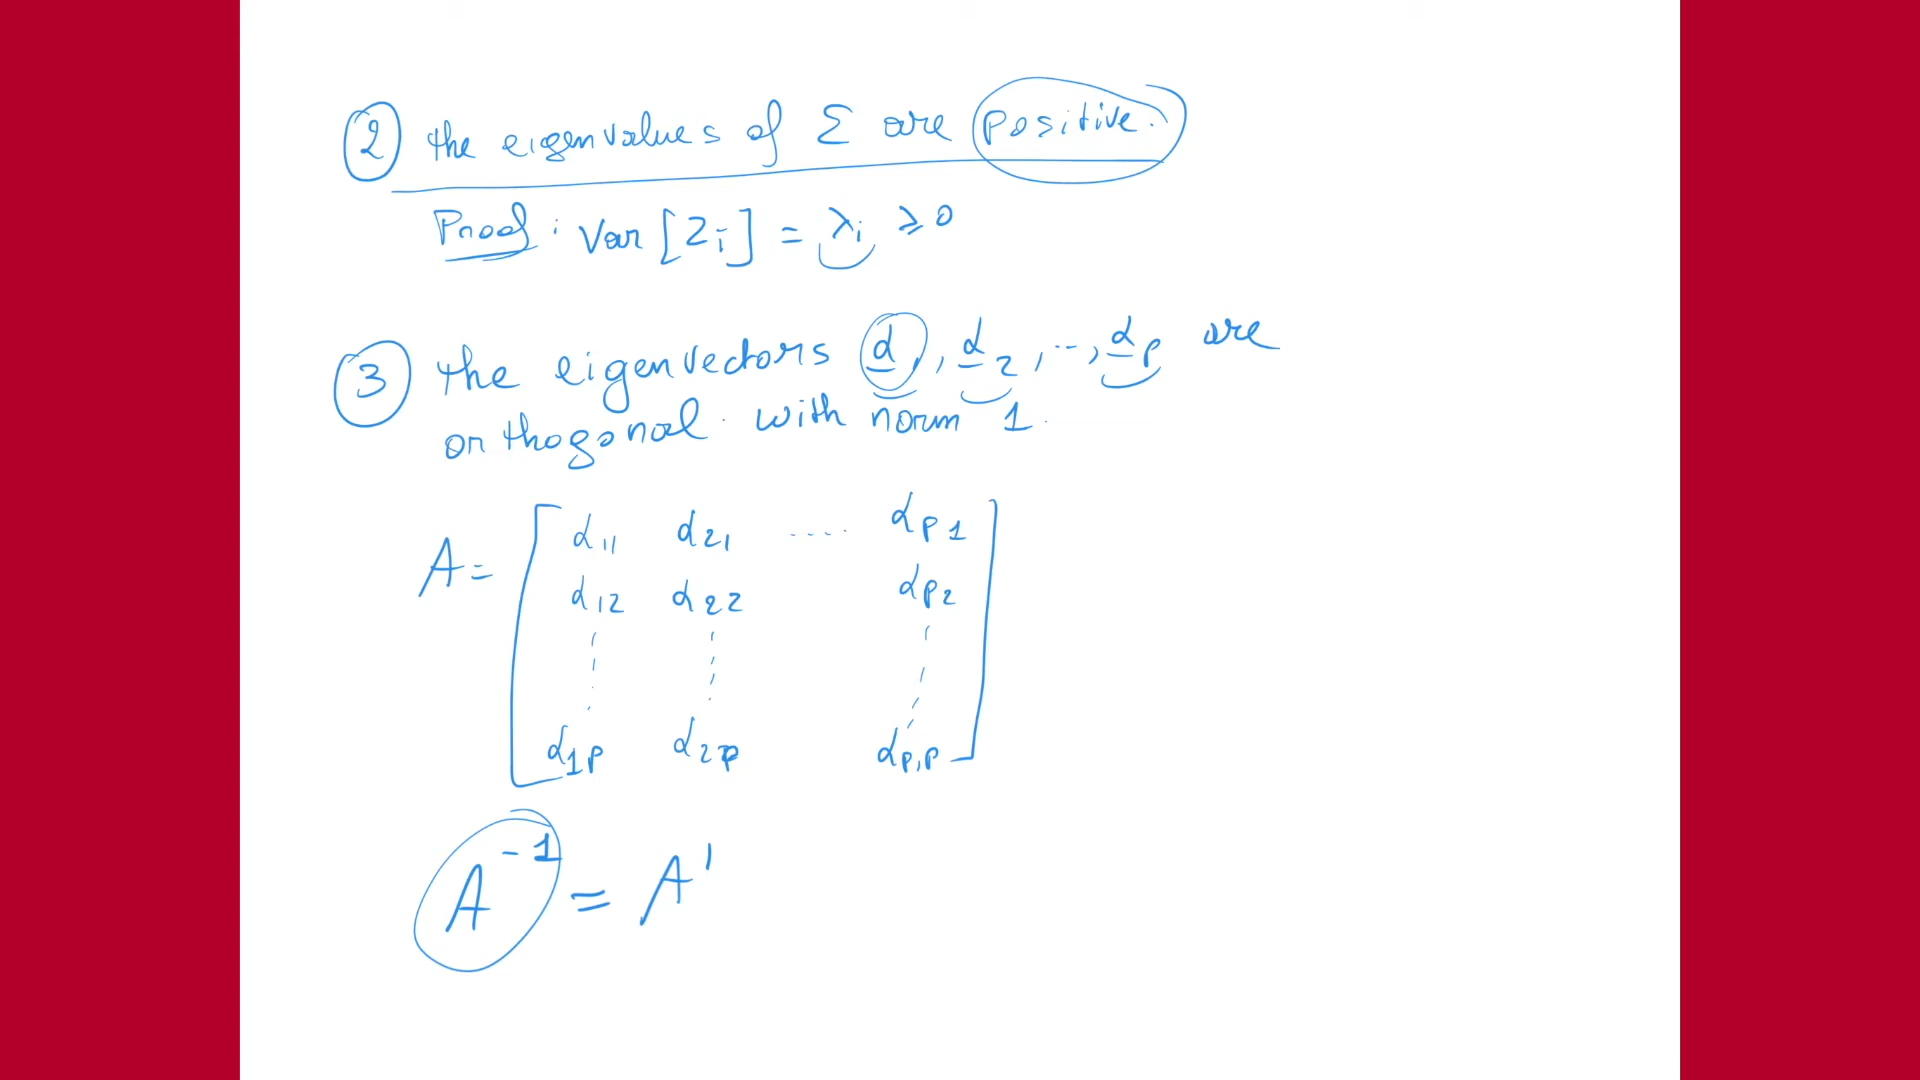 ② the eigenvalues of Σ are positive.
Proof : Var [Zi] = λi ⩾ 0
③ the eigenvectors α1, α2, .., αp are
orthogonal. with norm 1.
α11 α21 .... αp1
A =
α12 α22 αp2
α1p α2p αp,p
A⁻¹ = A'